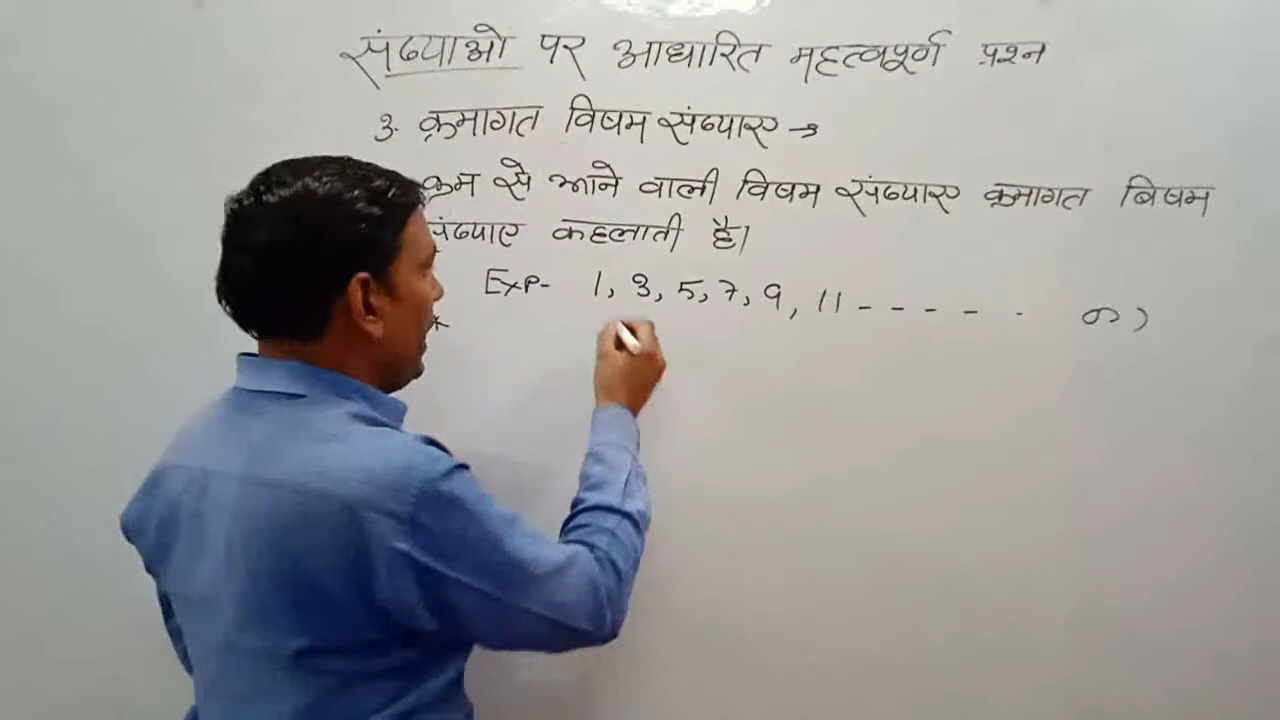 संख्याओ पर आधारित महत्वपूर्ण प्रश्न
3. क्रमागत विषम संख्याए →
क्रम से आने वाली विषम संख्याए क्रमागत बिषम
संख्याए कहलाती है।
Exp- 1, 3, 5, 7, 9, 11 - - - - .
*